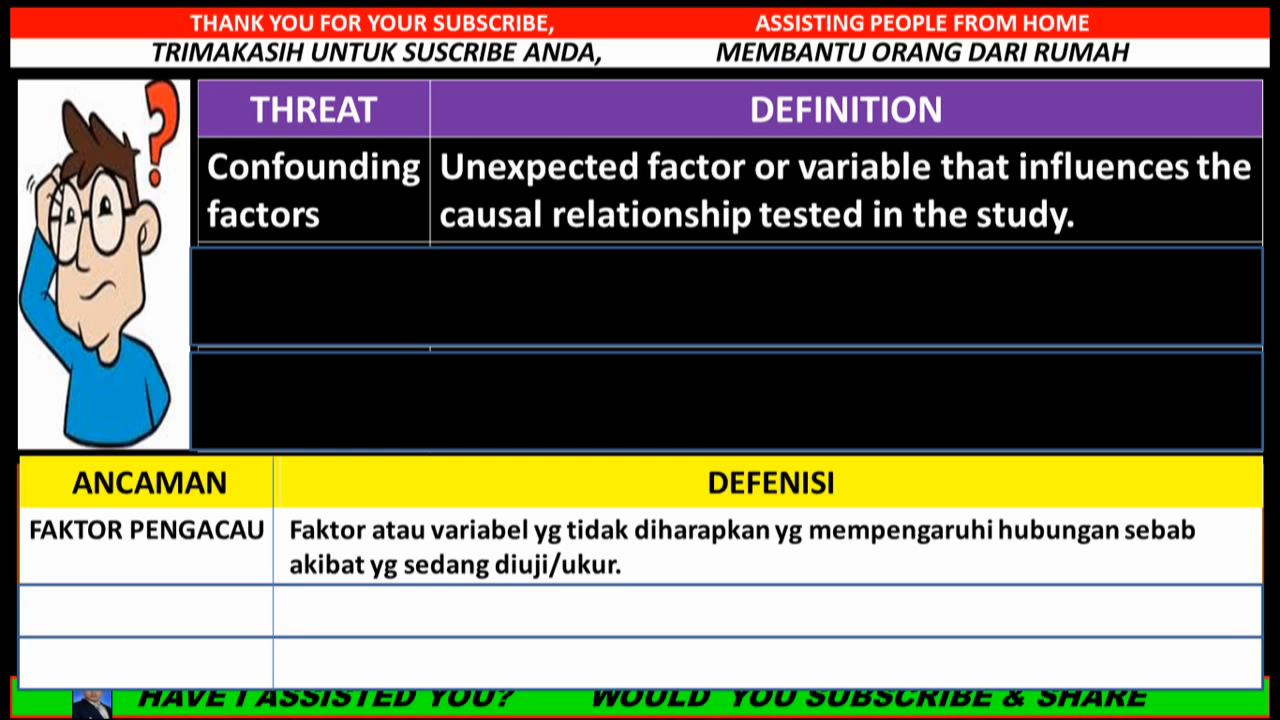 THANK YOU FOR YOUR SUBSCRIBE, ASSISTING PEOPLE FROM HOME
TRIMAKASIH UNTUK SUSCRIBE ANDA, MEMBANTU ORANG DARI RUMAH
?
THREAT DEFINITION
Confounding Unexpected factor or variable that influences the
factors causal relationship tested in the study.
ANCAMAN DEFENISI
FAKTOR PENGACAU Faktor atau variabel yg tidak diharapkan yg mempengaruhi hubungan sebab
akibat yg sedang diuji/ukur.
HAVE I ASSISTED YOU? WOULD YOU SUBSCRIBE & SHARE